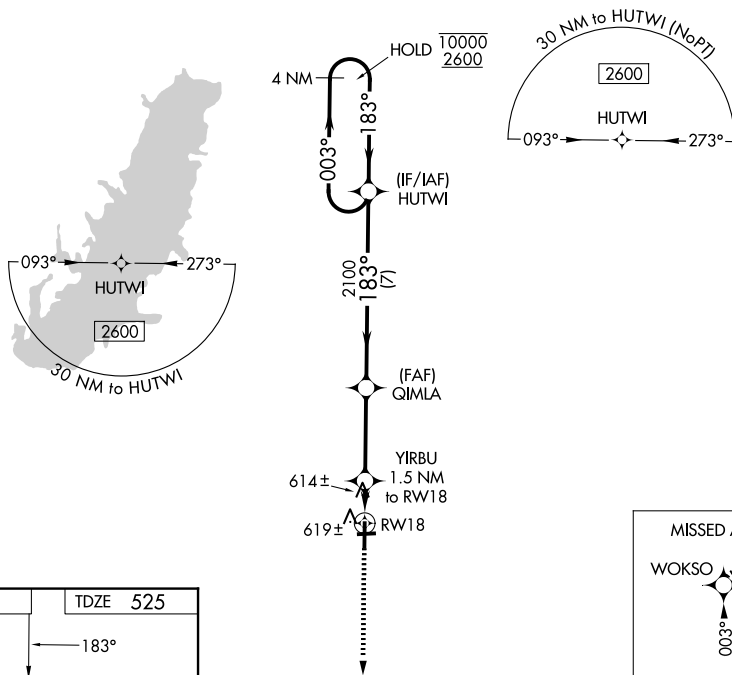 30 NM to HUTWI (NoPT)
2600
HUTWI
093°
273°
HOLD
10000
2600
4 NM
183°
003°
(IF/IAF)
HUTWI
2100
183°
(7)
093°
273°
HUTWI
2600
30 NM to HUTWI
(FAF)
QIMLA
YIRBU
1.5 NM
to RW18
614±
619±
RW18
MISSED
WOKSO
003°
TDZE 525
183°